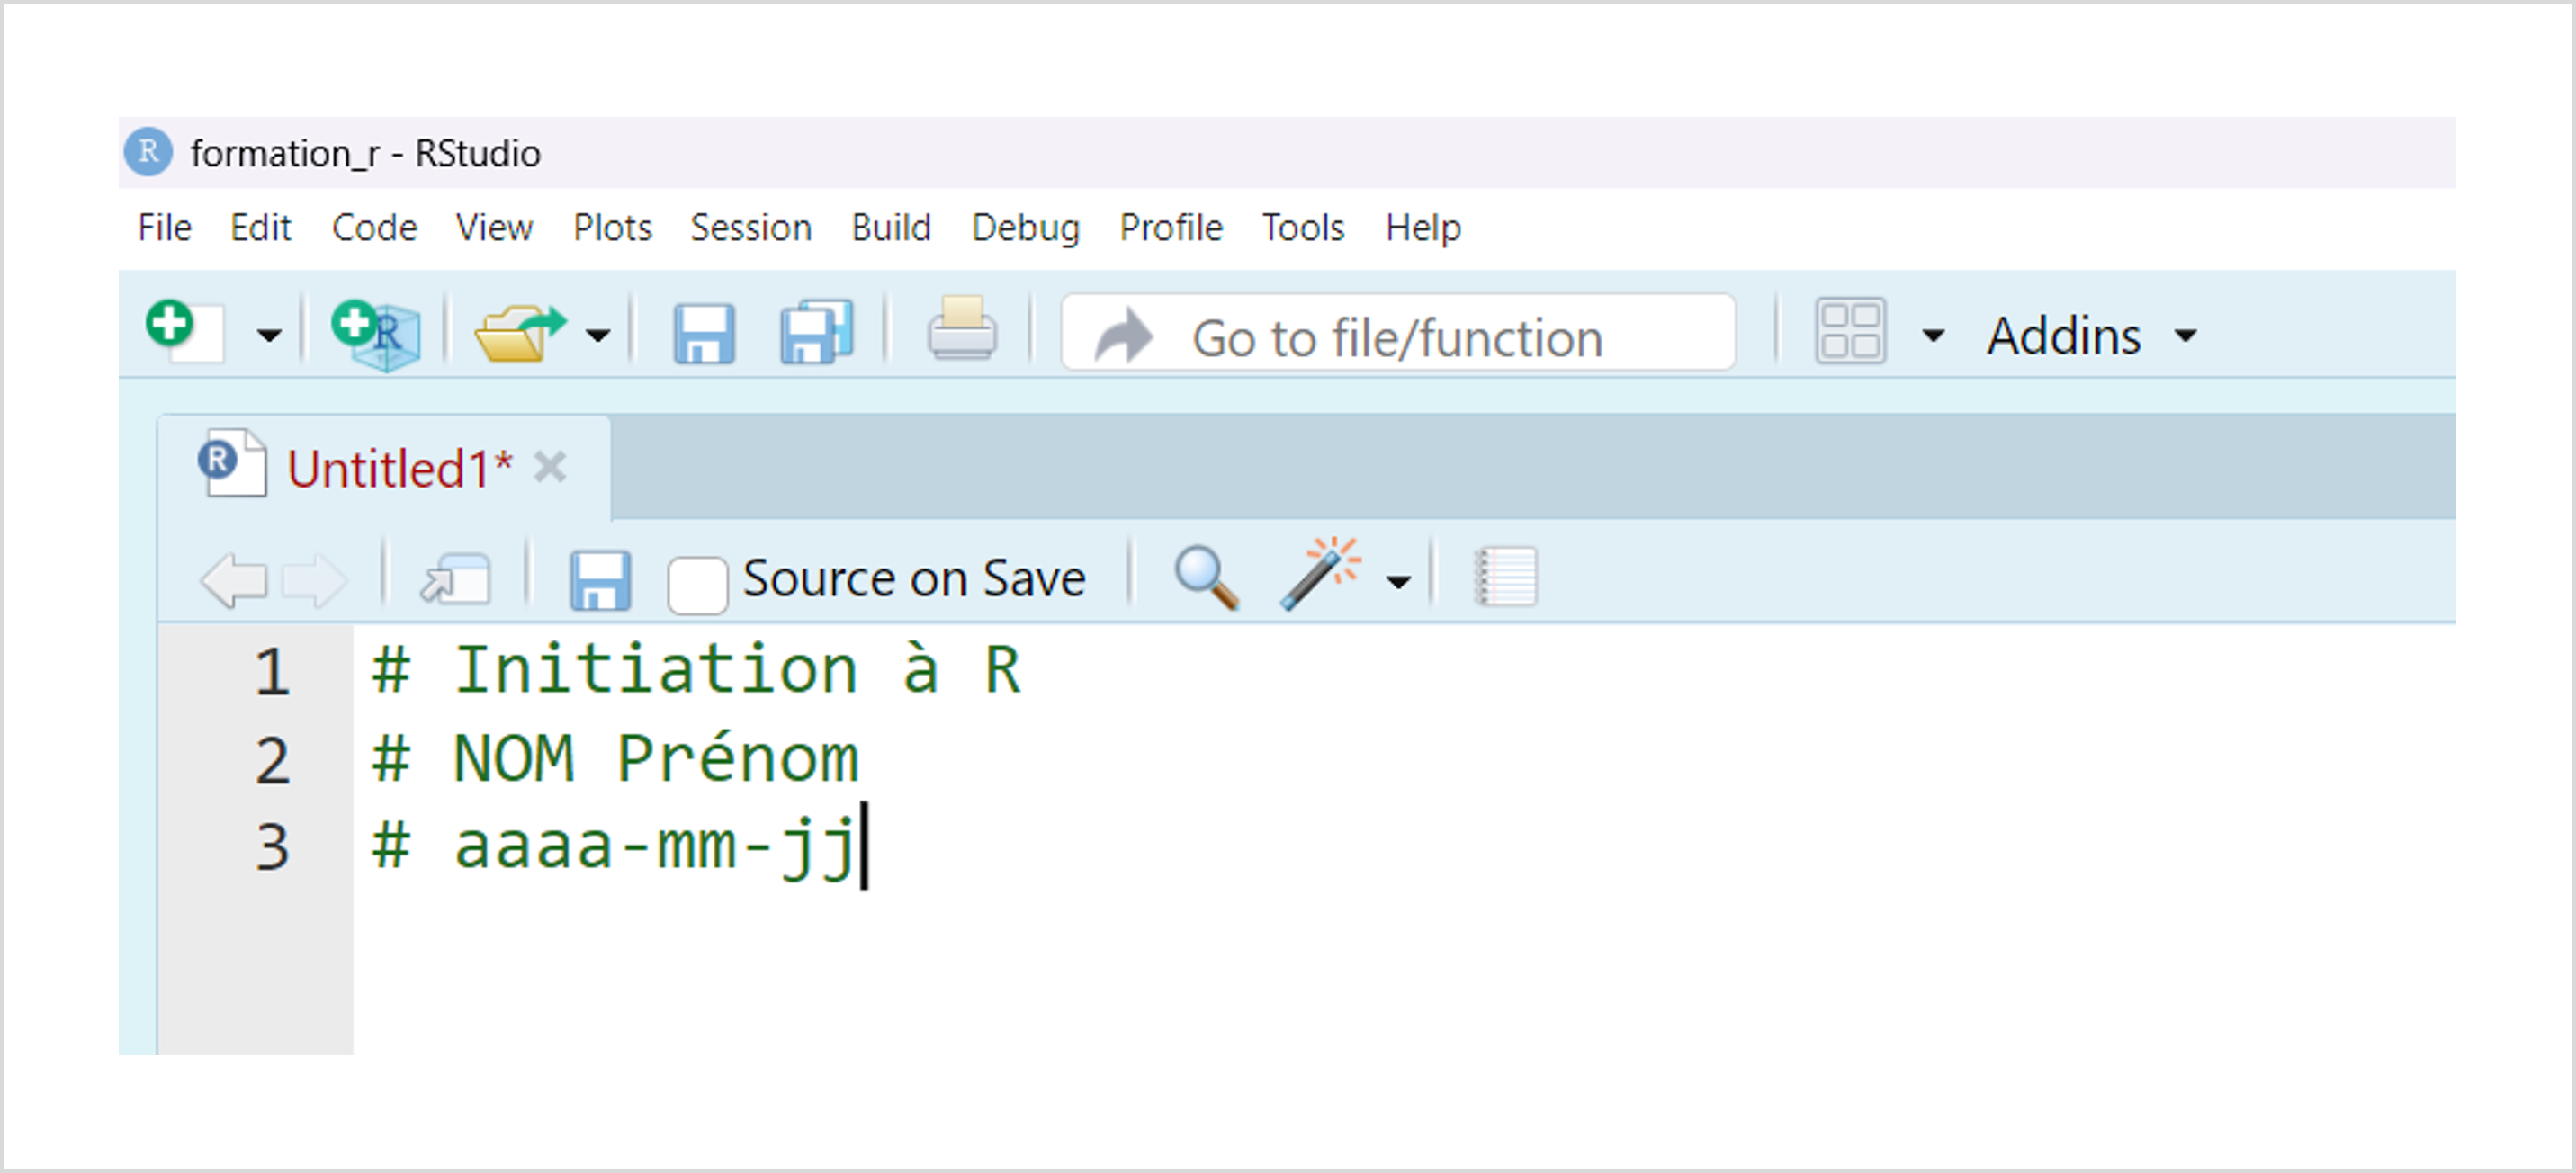 R formation_r - RStudio
File Edit Code View Plots Session Build Debug Profile Tools Help
R Go to file/function Addins
R Untitled1*
Source on Save
1 # Initiation à R
2 # NOM Prénom
3 # aaaa-mm-jj